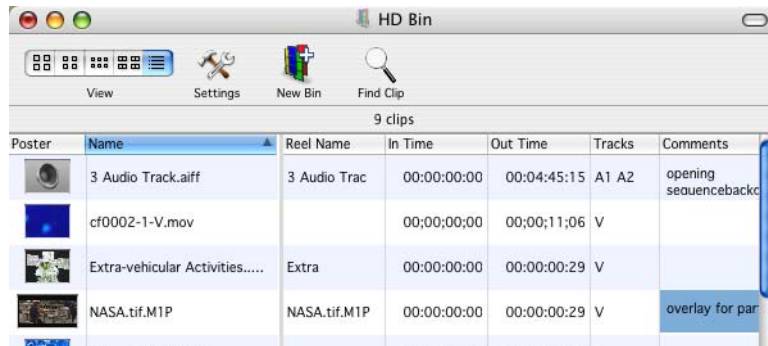 HD Bin
View Settings New Bin Find Clip
9 clips
Poster Name Reel Name In Time Out Time Tracks Comments
3 Audio Track.aiff 3 Audio Trac 00:00:00:00 00:04:45:15 A1 A2 opening
sequencebackc
cf0002-1-V.mov 00;00;00;00 00;00;11;06 V
Extra-vehicular Activities..... Extra 00:00:00:00 00:00:00:29 V
NASA.tif.M1P NASA.tif.M1P 00:00:00:00 00:00:00:29 V overlay for par